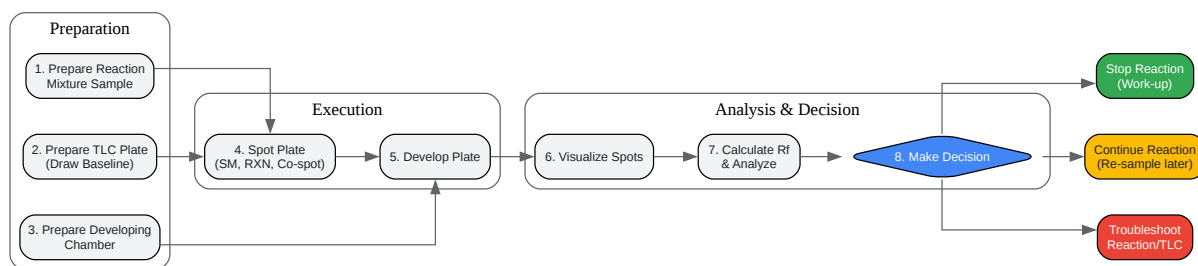 Preparation
1. Prepare Reaction
Mixture Sample
2. Prepare TLC Plate
(Draw Baseline)
3. Prepare Developing
Chamber
Execution
4. Spot Plate
(SM, RXN, Co-spot)
5. Develop Plate
Analysis & Decision
6. Visualize Spots
7. Calculate Rf
& Analyze
8. Make Decision
Stop Reaction
(Work-up)
Continue Reaction
(Re-sample later)
Troubleshoot
Reaction/TLC